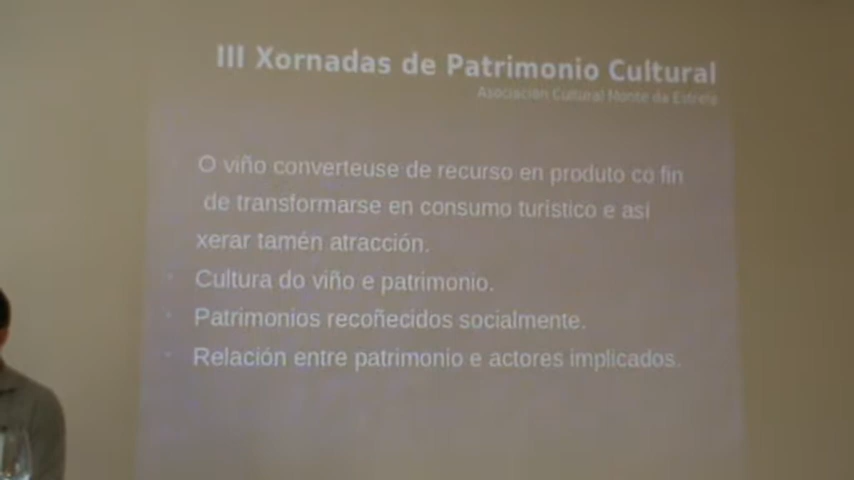 III Xornadas de Patrimonio Cultural
Asociación Cultural Monte da Estrela
O viño converteuse de recurso en produto co fin
de transformarse en consumo turístico e así
xerar tamén atracción.
Cultura do viño e patrimonio.
Patrimonios recoñecidos socialmente.
Relación entre patrimonio e actores implicados.